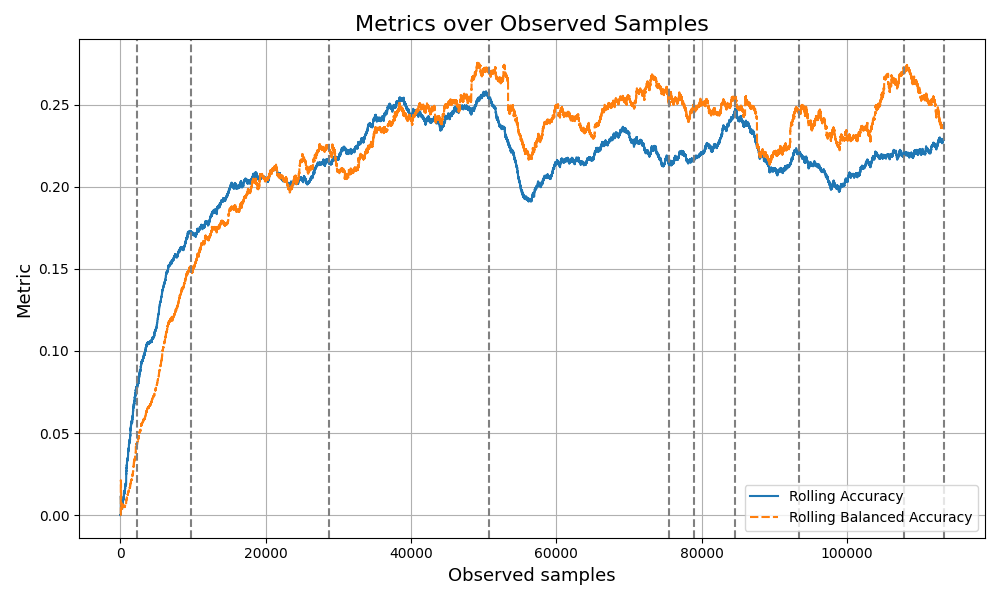 Metrics over Observed Samples
Metric
0.25
0.20
0.15
0.10
0.05
0.00
0
20000
40000
60000
80000
100000
Observed samples
Rolling Accuracy
Rolling Balanced Accuracy